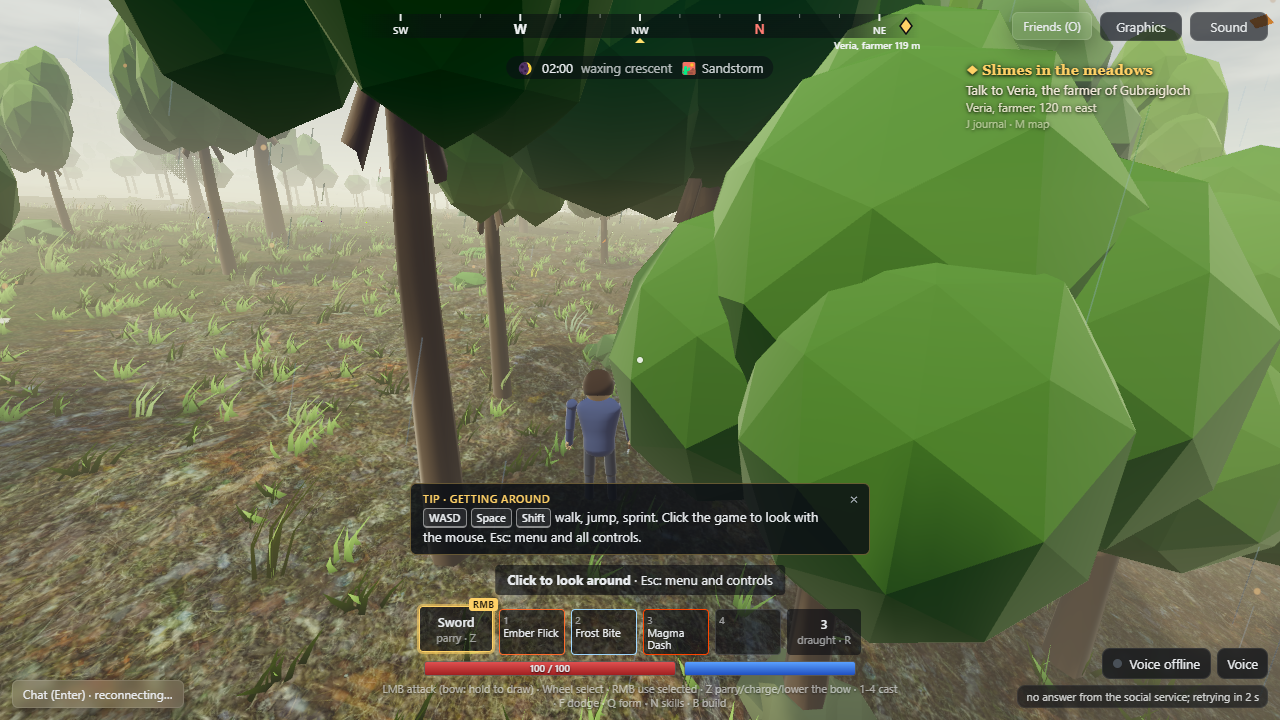 SW
W
NW
N
NE
Veria, farmer 119 m
Friends (O)
Graphics
Sound
02:00 waxing crescent
Sandstorm
Slimes in the meadows
Talk to Veria, the farmer of Gubraigloch
Veria, farmer: 120 m east
J journal · M map
TIP · GETTING AROUND
×
WASD Space Shift walk, jump, sprint. Click the game to look with
the mouse. Esc: menu and all controls.
Click to look around · Esc: menu and controls
RMB
Sword
parry · Z
1
Ember Flick
2
Frost Bite
3
Magma
Dash
4
3
draught · R
100 / 100
LMB attack (bow: hold to draw) · Wheel select · RMB use selected · Z parry/charge/lower the bow · 1-4 cast
F dodge · Q form · N skills · B build
Chat (Enter) · reconnecting...
Voice offline
Voice
no answer from the social service; retrying in 2 s